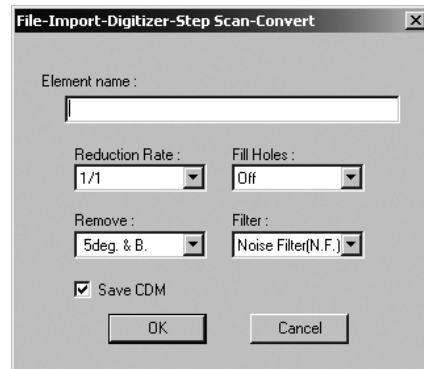 File-Import-Digitizer-Step Scan-Convert
Element name :
Reduction Rate : Fill Holes :
1/1 Off
Remove : Filter :
5deg. & B. Noise Filter(N.F.)
Save CDM
OK Cancel